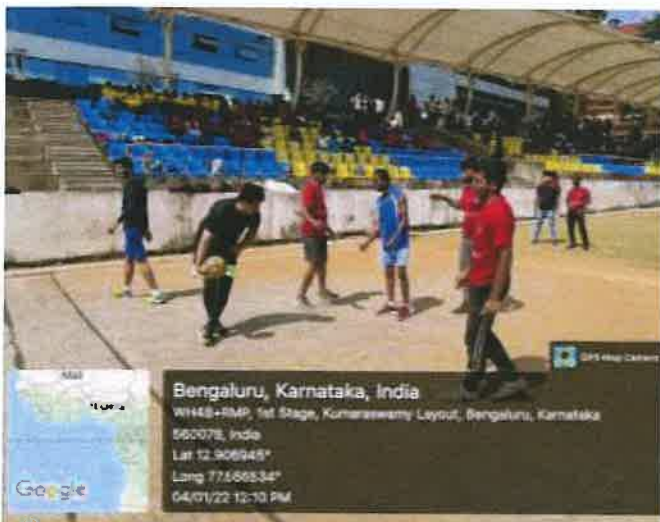 GPS Map Camera
Bengaluru, Karnataka, India
WH48+RMP, 1st Stage, Kumaraswamy Layout, Bengaluru, Karnataka
560078, India
Lat 12.906945°
Long 77.566534°
04/01/22 12:10 PM
Google